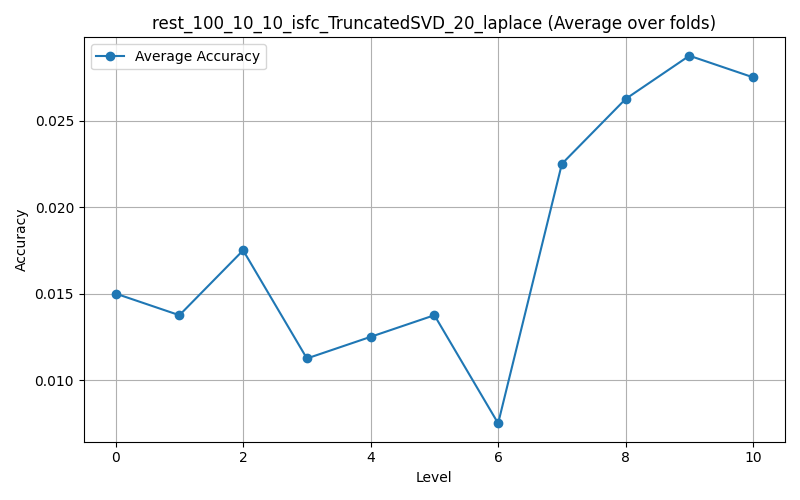 rest_100_10_10_isfc_TruncatedSVD_20_laplace (Average over folds)
Average Accuracy
0.025
0.020
0.015
0.010
Accuracy
0 2 4 6 8 10
Level